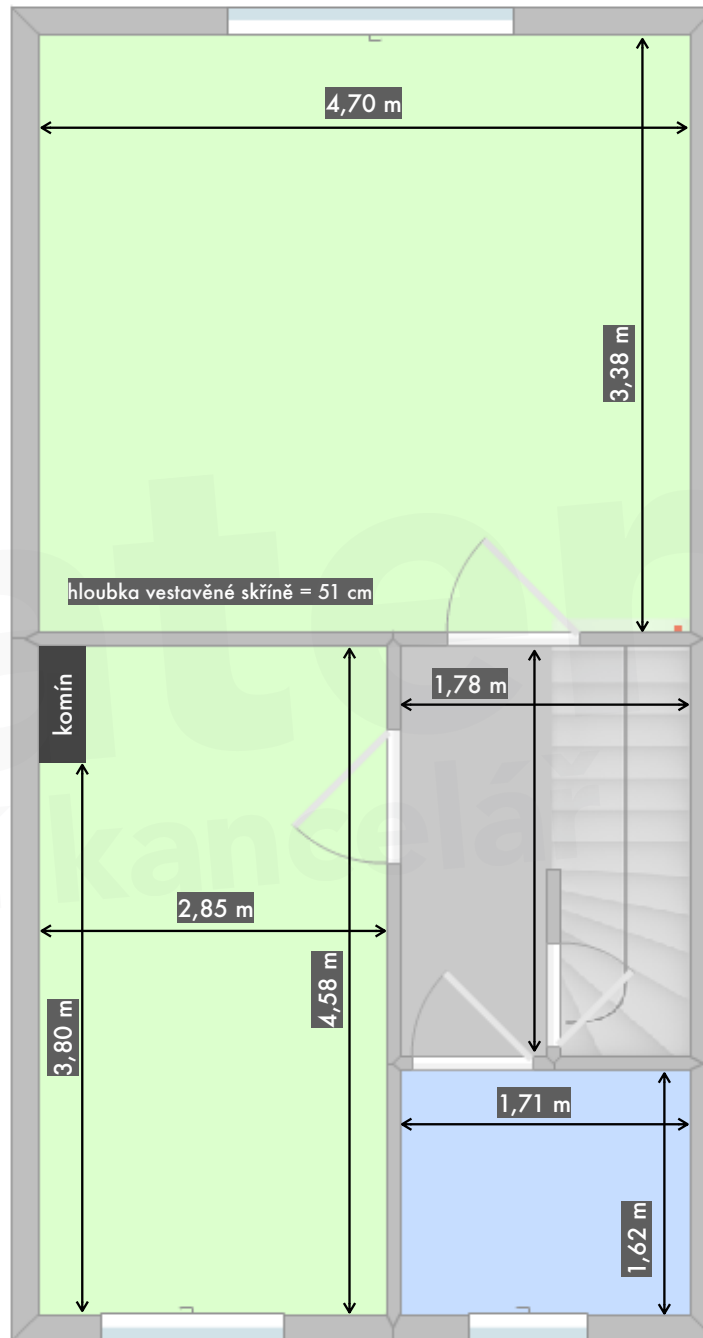 4,70 m
3,38 m
hloubka vestavěné skříně = 51 cm
komín
1,78 m
2,85 m
4,58 m
3,80 m
1,71 m
1,62 m
kancelář